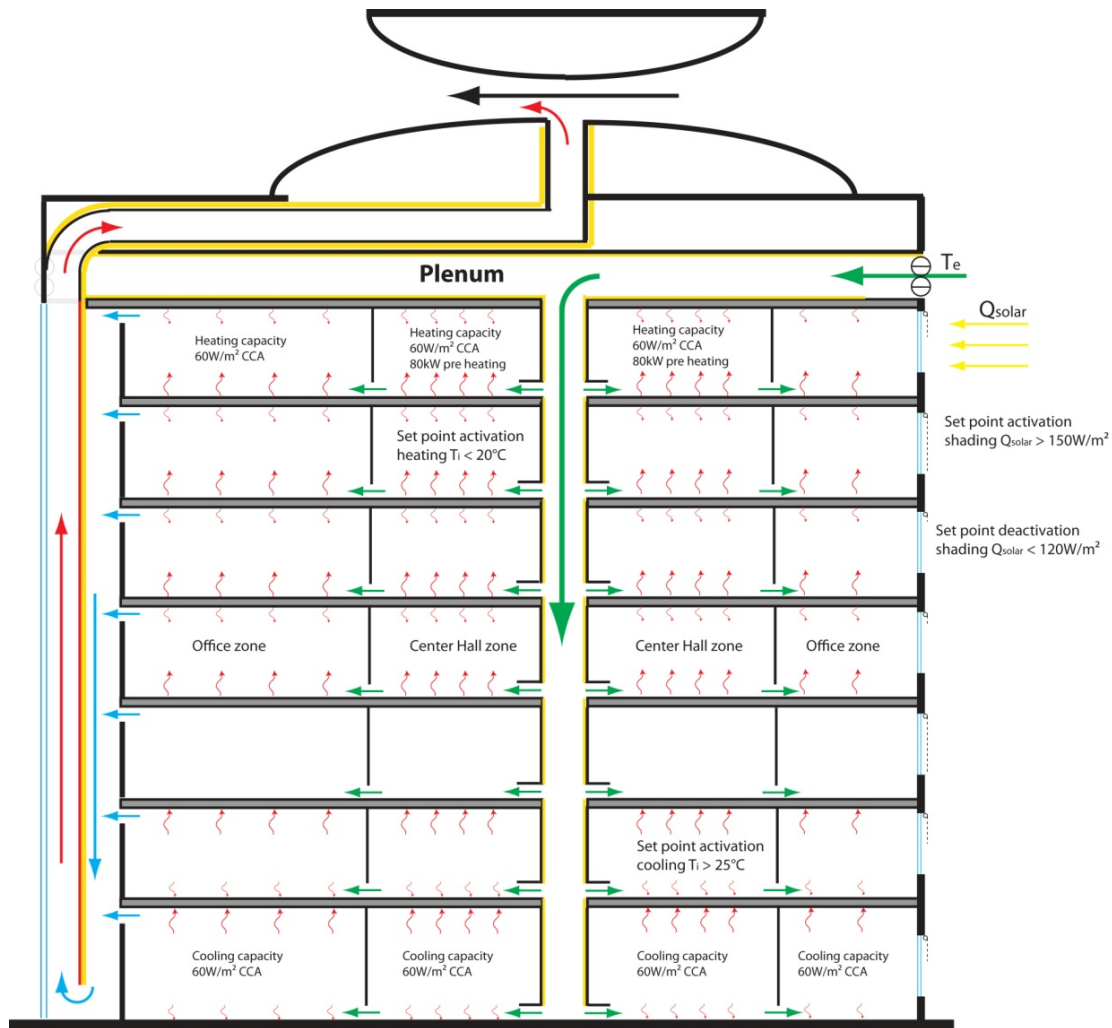 Plenum
Te
Qsolar
Heating capacity
60W/m² CCA
Heating capacity
60W/m² CCA
80kW pre heating
Heating capacity
60W/m² CCA
80kW pre heating
Set point activation
heating Ti < 20°C
Set point activation
shading Qsolar > 150W/m²
Set point deactivation
shading Qsolar < 120W/m²
Office zone
Center Hall zone
Center Hall zone
Office zone
Set point activation
cooling Ti > 25°C
Cooling capacity
60W/m² CCA
Cooling capacity
60W/m² CCA
Cooling capacity
60W/m² CCA
Cooling capacity
60W/m² CCA